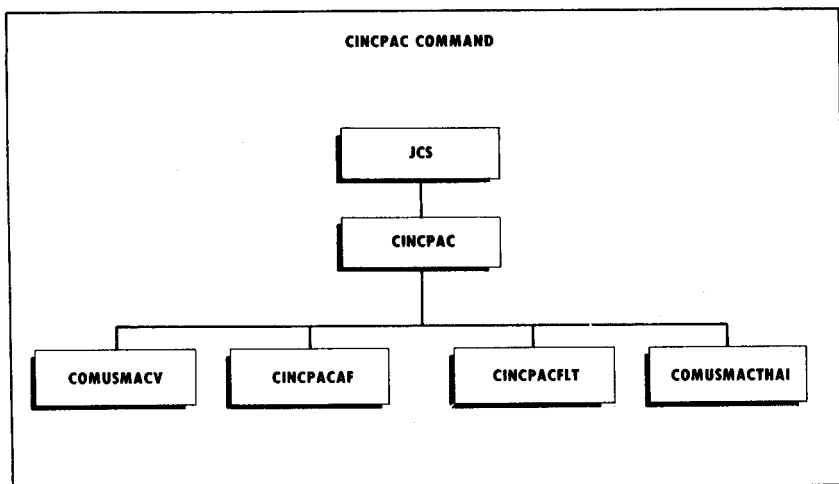 CINCPAC COMMAND
JCS
CINCPAC
COMUSMACV
CINCPACAF
CINCPACFLT
COMUSMACTHAI